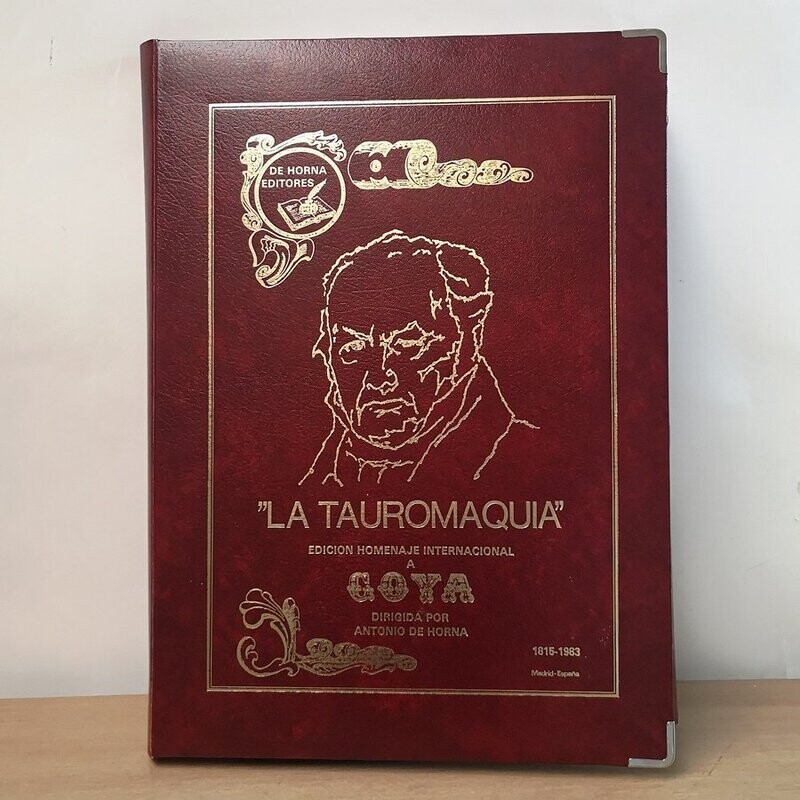 DE HORNA
EDITORES
"LA TAUROMAQUIA"
EDICION HOMENAJE INTERNACIONAL
A
GOYA
DIRIGIDA POR
ANTONIO DE HORNA
1815-1983
Madrid-España